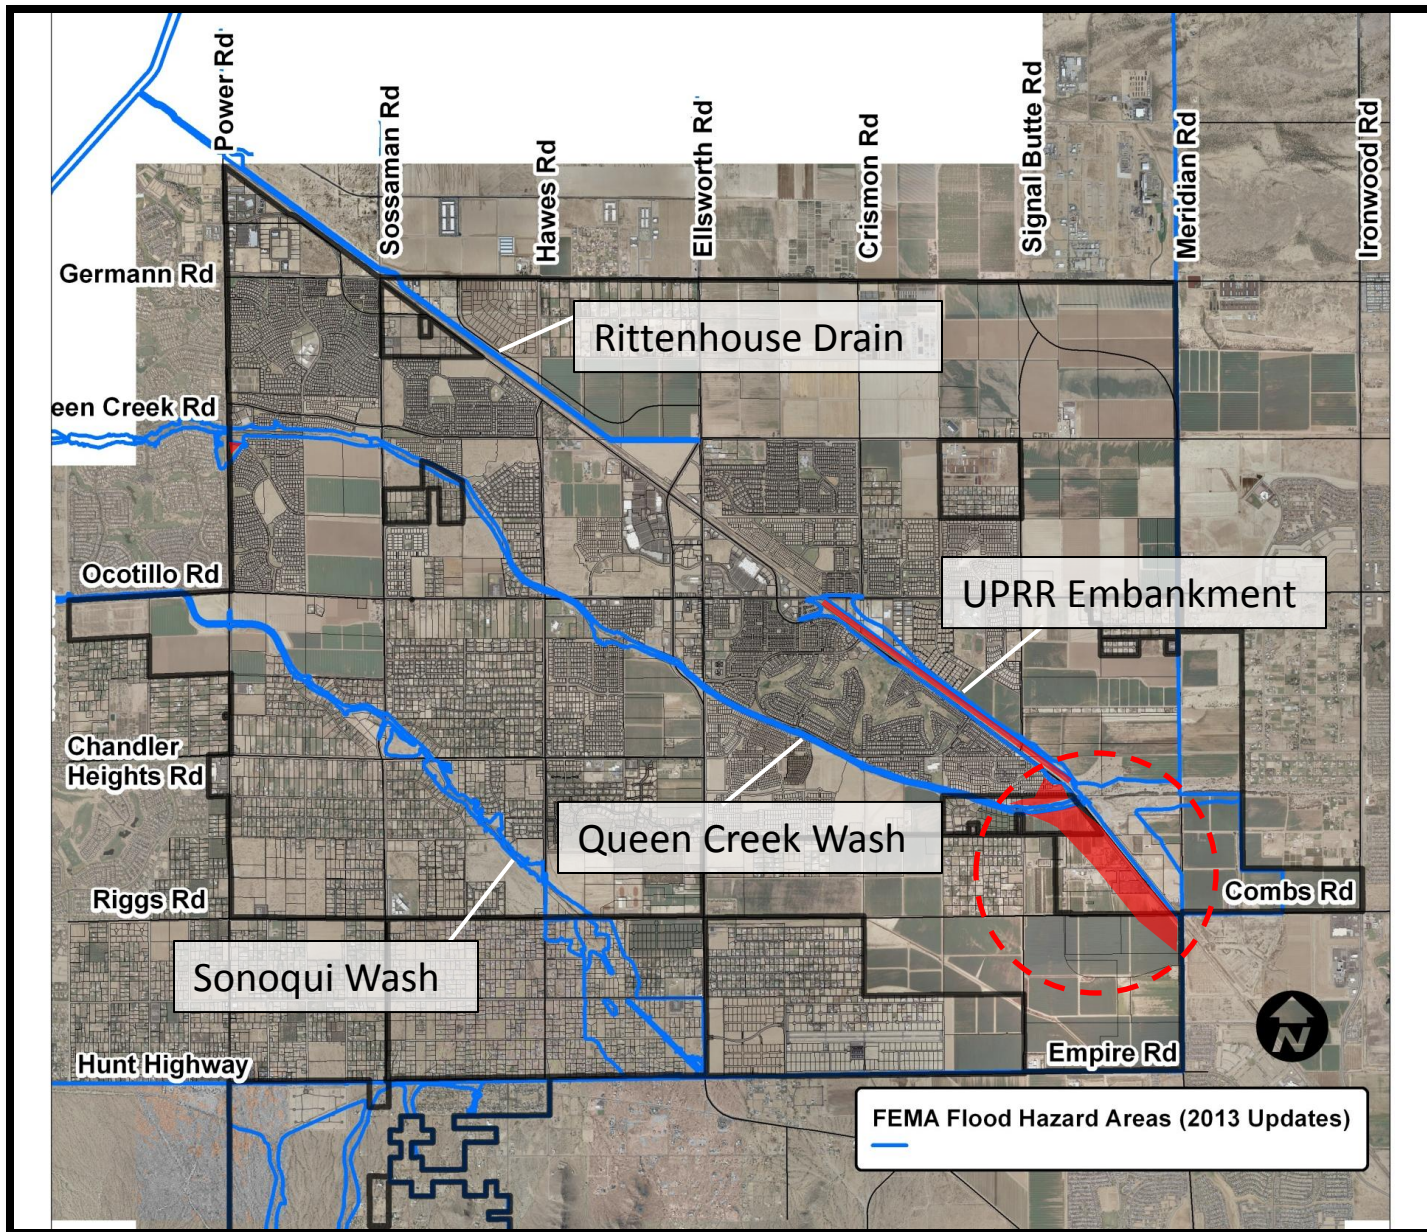 Power Rd
Sossaman Rd
Hawes Rd
Ellsworth Rd
Crismon Rd
Signal Butte Rd
Meridian Rd
Ironwood Rd
Germann Rd
Rittenhouse Drain
een Creek Rd
Ocotillo Rd
UPRR Embankment
Chandler
Heights Rd
Queen Creek Wash
Riggs Rd
Combs Rd
Sonoqui Wash
N
Hunt Highway
Empire Rd
FEMA Flood Hazard Areas (2013 Updates)